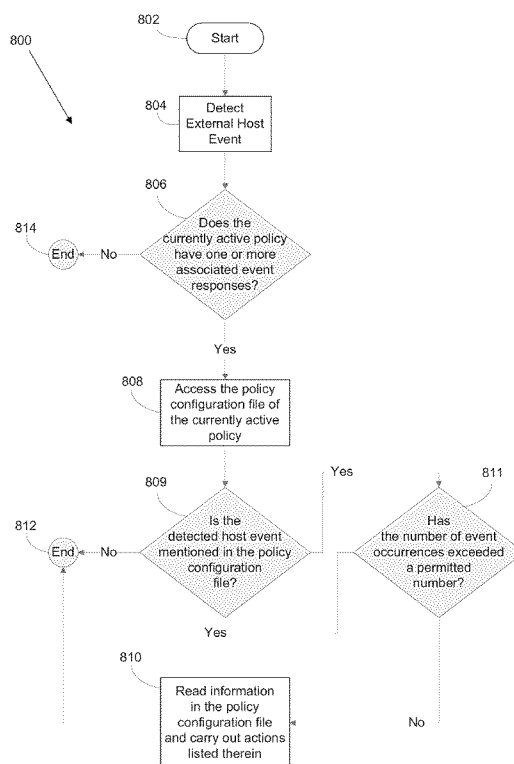 802
Start
800
804
Detect
External Host
Event
806
Does the
currently active policy
have one or more
associated event
responses?
814
End
No
Yes
808
Access the policy
configuration file of
the currently active
policy
809
Is the
detected host event
mentioned in the policy
configuration
file?
Yes
811
Has
the number of event
occurrences exceeded
a permitted
number?
812
End
No
Yes
810
Read information
in the policy
configuration file
and carry out actions
listed therein
No